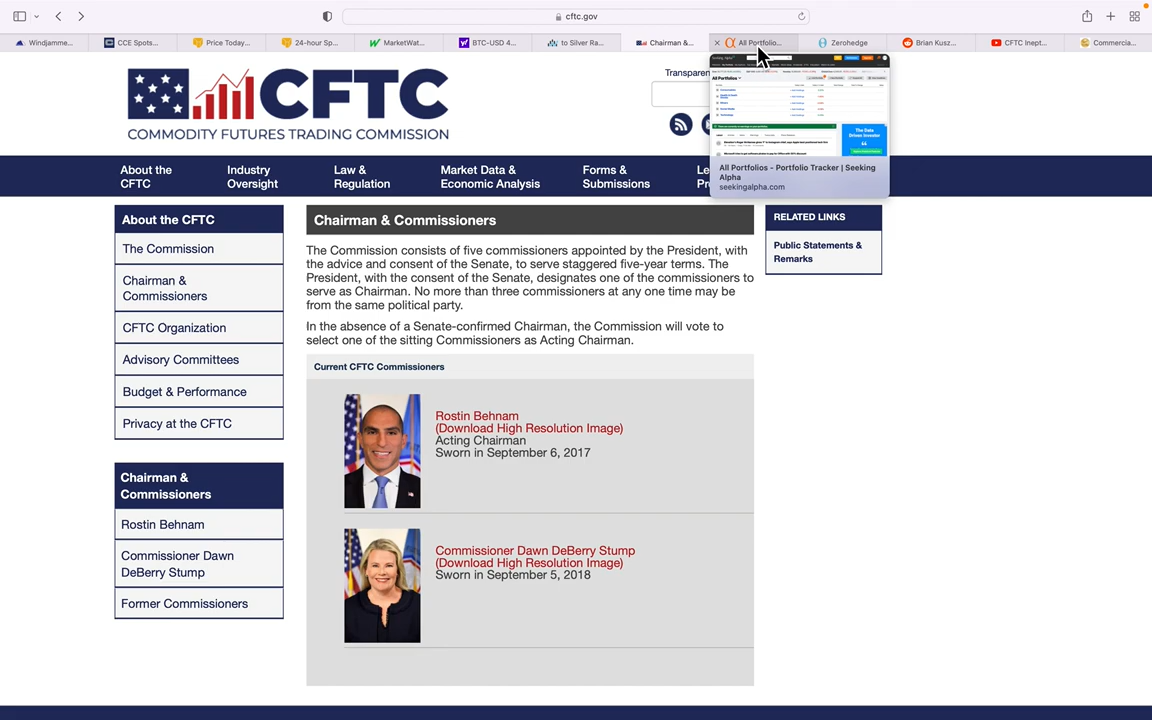 cftc.gov
Windjamme...
CCE Spots...
Price Today...
24-hour Sp...
MarketWat...
BTC-USD 4...
to Silver Ra...
Chairman &...
All Portfolio...
Zerohedge
Brian Kusz...
CFTC Inept...
Commercia...
CFTC
COMMODITY FUTURES TRADING COMMISSION
Transparen
All Portfolios
The Data
Driven Investor
All Portfolios - Portfolio Tracker | Seeking
Alpha
seekingalpha.com
About the
CFTC
Industry
Oversight
Law &
Regulation
Market Data &
Economic Analysis
Forms &
Submissions
Le
Pr
About the CFTC
The Commission
Chairman &
Commissioners
CFTC Organization
Advisory Committees
Budget & Performance
Privacy at the CFTC
Chairman &
Commissioners
Rostin Behnam
Commissioner Dawn
DeBerry Stump
Former Commissioners
Chairman & Commissioners
The Commission consists of five commissioners appointed by the President, with
the advice and consent of the Senate, to serve staggered five-year terms. The
President, with the consent of the Senate, designates one of the commissioners to
serve as Chairman. No more than three commissioners at any one time may be
from the same political party.
In the absence of a Senate-confirmed Chairman, the Commission will vote to
select one of the sitting Commissioners as Acting Chairman.
Current CFTC Commissioners
Rostin Behnam
(Download High Resolution Image)
Acting Chairman
Sworn in September 6, 2017
Commissioner Dawn DeBerry Stump
(Download High Resolution Image)
Sworn in September 5, 2018
RELATED LINKS
Public Statements &
Remarks